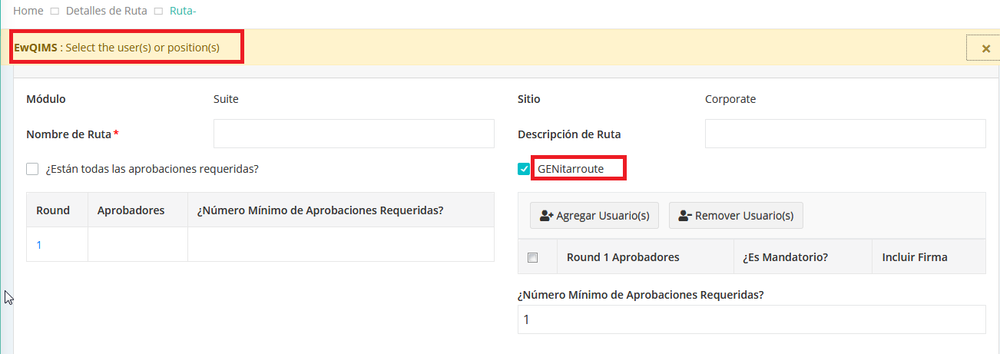 Home Detalles de Ruta Ruta-
EwQIMS : Select the user(s) or position(s)
Módulo Suite Sitio Corporate
Nombre de Ruta* Descripción de Ruta
¿Están todas las aprobaciones requeridas? GENitarroute
Round Aprobadores ¿Número Mínimo de Aprobaciones Requeridas?
1
Agregar Usuario(s) Remover Usuario(s)
Round 1 Aprobadores ¿Es Mandatorio? Incluir Firma
¿Número Mínimo de Aprobaciones Requeridas?
1